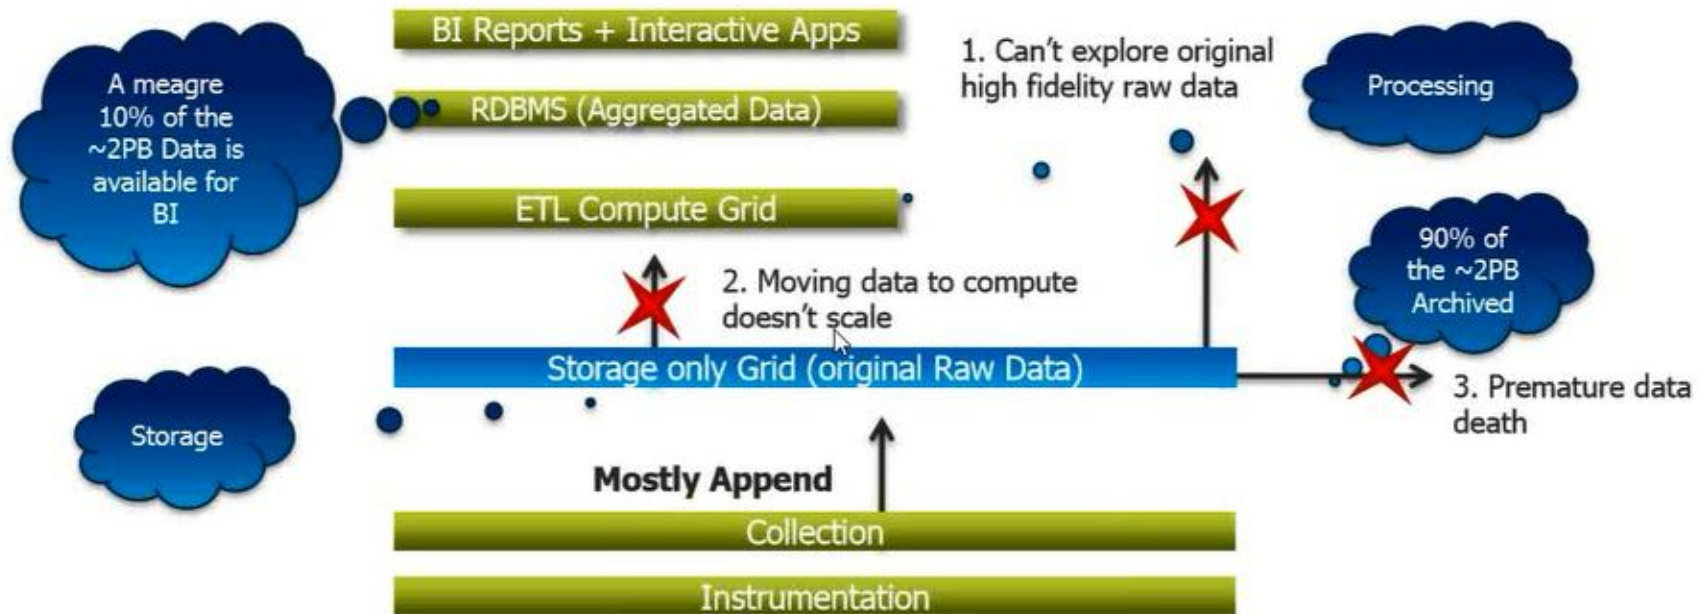 BI Reports + Interactive Apps
A meagre
10% of the
~2PB Data is
available for
BI
RDBMS (Aggregated Data)
1. Can't explore original
high fidelity raw data
Processing
ETL Compute Grid
90% of
the ~2PB
Archived
2. Moving data to compute
doesn't scale
Storage only Grid (original Raw Data)
3. Premature data
death
Storage
Mostly Append
Collection
Instrumentation